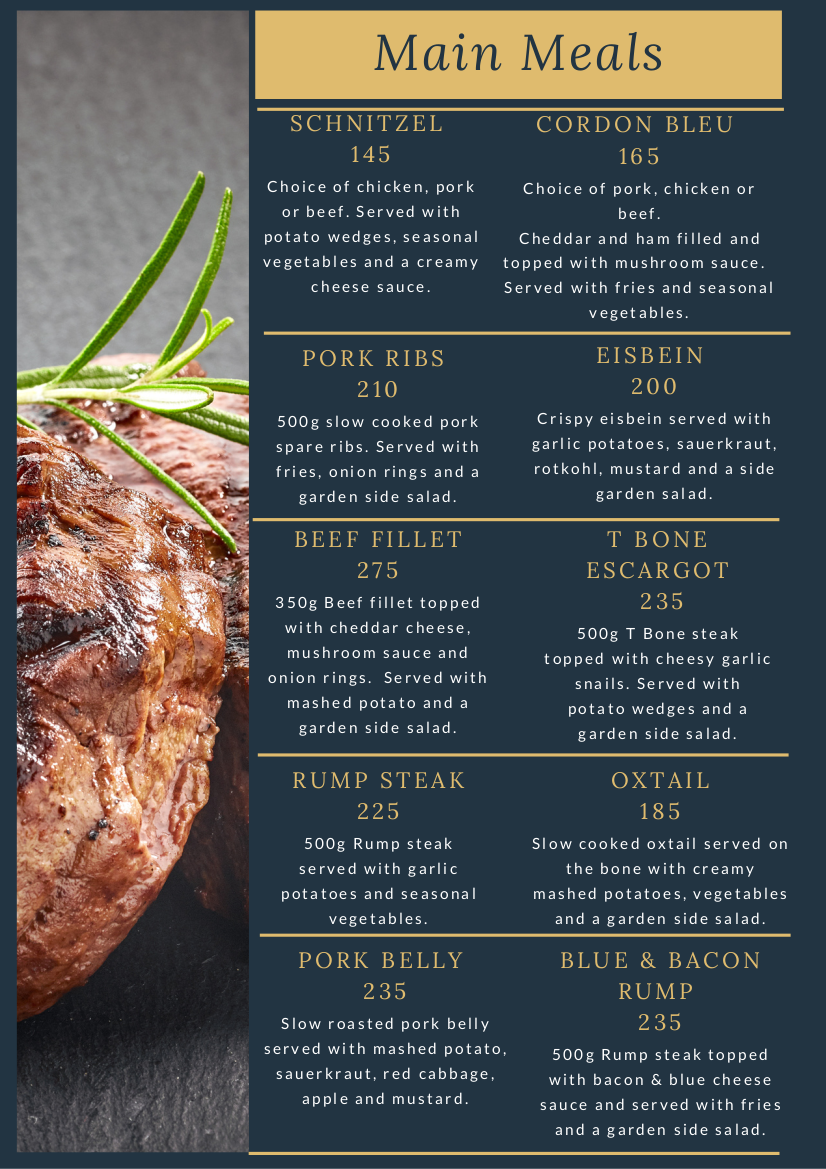 Main Meals
SCHNITZEL
145
Choice of chicken, pork
or beef. Served with
potato wedges, seasonal
vegetables and a creamy
cheese sauce.
CORDON BLEU
165
Choice of pork, chicken or
beef.
Cheddar and ham filled and
topped with mushroom sauce.
Served with fries and seasonal
vegetables.
PORK RIBS
210
500g slow cooked pork
spare ribs. Served with
fries, onion rings and a
garden side salad.
EISBEIN
200
Crispy eisbein served with
garlic potatoes, sauerkraut,
rotkohl, mustard and a side
garden salad.
BEEF FILLET
275
350g Beef fillet topped
with cheddar cheese,
mushroom sauce and
onion rings. Served with
mashed potato and a
garden side salad.
T BONE
ESCARGOT
235
500g T Bone steak
topped with cheesy garlic
snails. Served with
potato wedges and a
garden side salad.
RUMP STEAK
225
500g Rump steak
served with garlic
potatoes and seasonal
vegetables.
OXTAIL
185
Slow cooked oxtail served on
the bone with creamy
mashed potatoes, vegetables
and a garden side salad.
PORK BELLY
235
Slow roasted pork belly
served with mashed potato,
sauerkraut, red cabbage,
apple and mustard.
BLUE & BACON
RUMP
235
500g Rump steak topped
with bacon & blue cheese
sauce and served with fries
and a garden side salad.